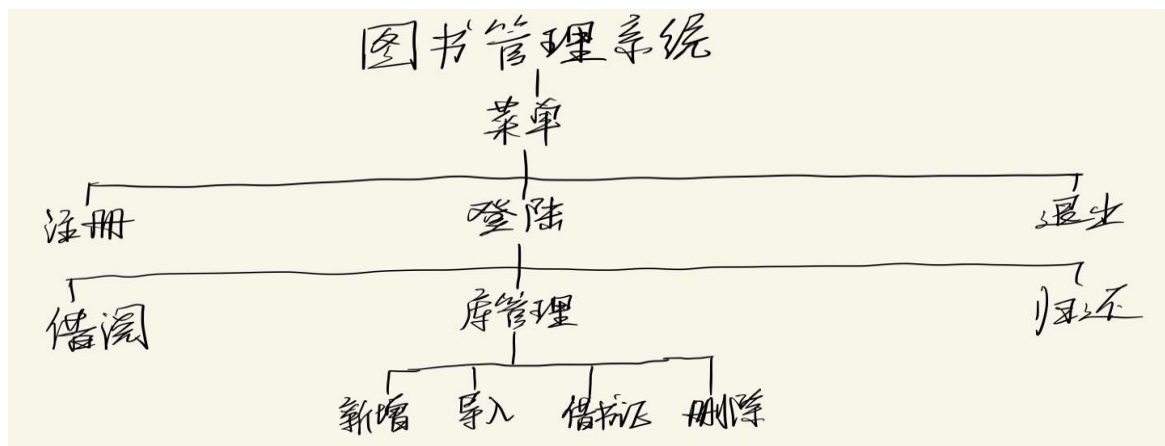 图书管理系统
菜单
注册 登陆 退出
借阅 库管理 归还
新增 导入 借书证 删除